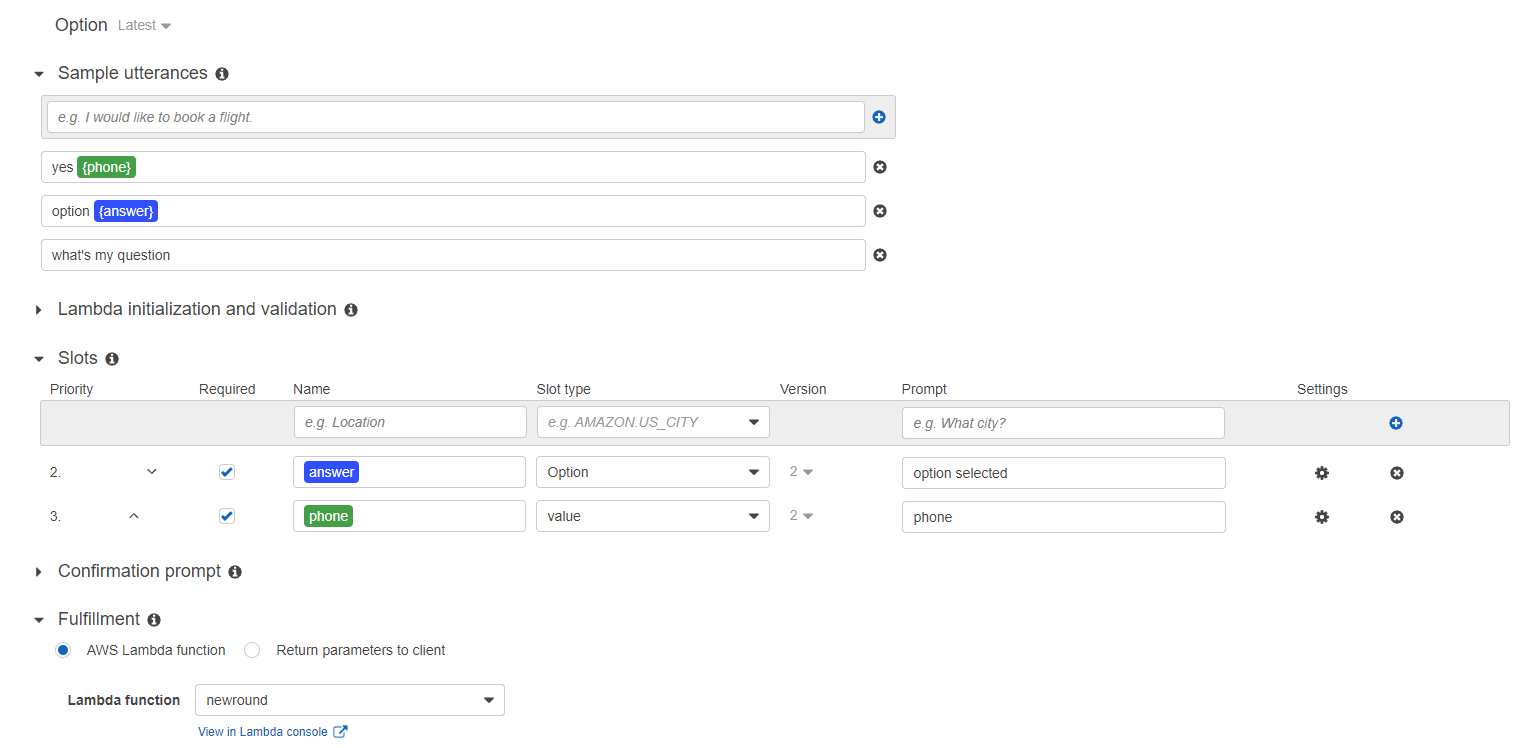 Option Latest
Sample utterances
e.g. I would like to book a flight.
yes {phone}
option {answer}
what's my question
Lambda initialization and validation
Slots
Priority Required Name Slot type Version Prompt Settings
e.g. Location e.g. AMAZON.US_CITY e.g. What city?
2. answer Option 2 option selected
3. phone value 2 phone
Confirmation prompt
Fulfillment
AWS Lambda function Return parameters to client
Lambda function newround
View in Lambda console